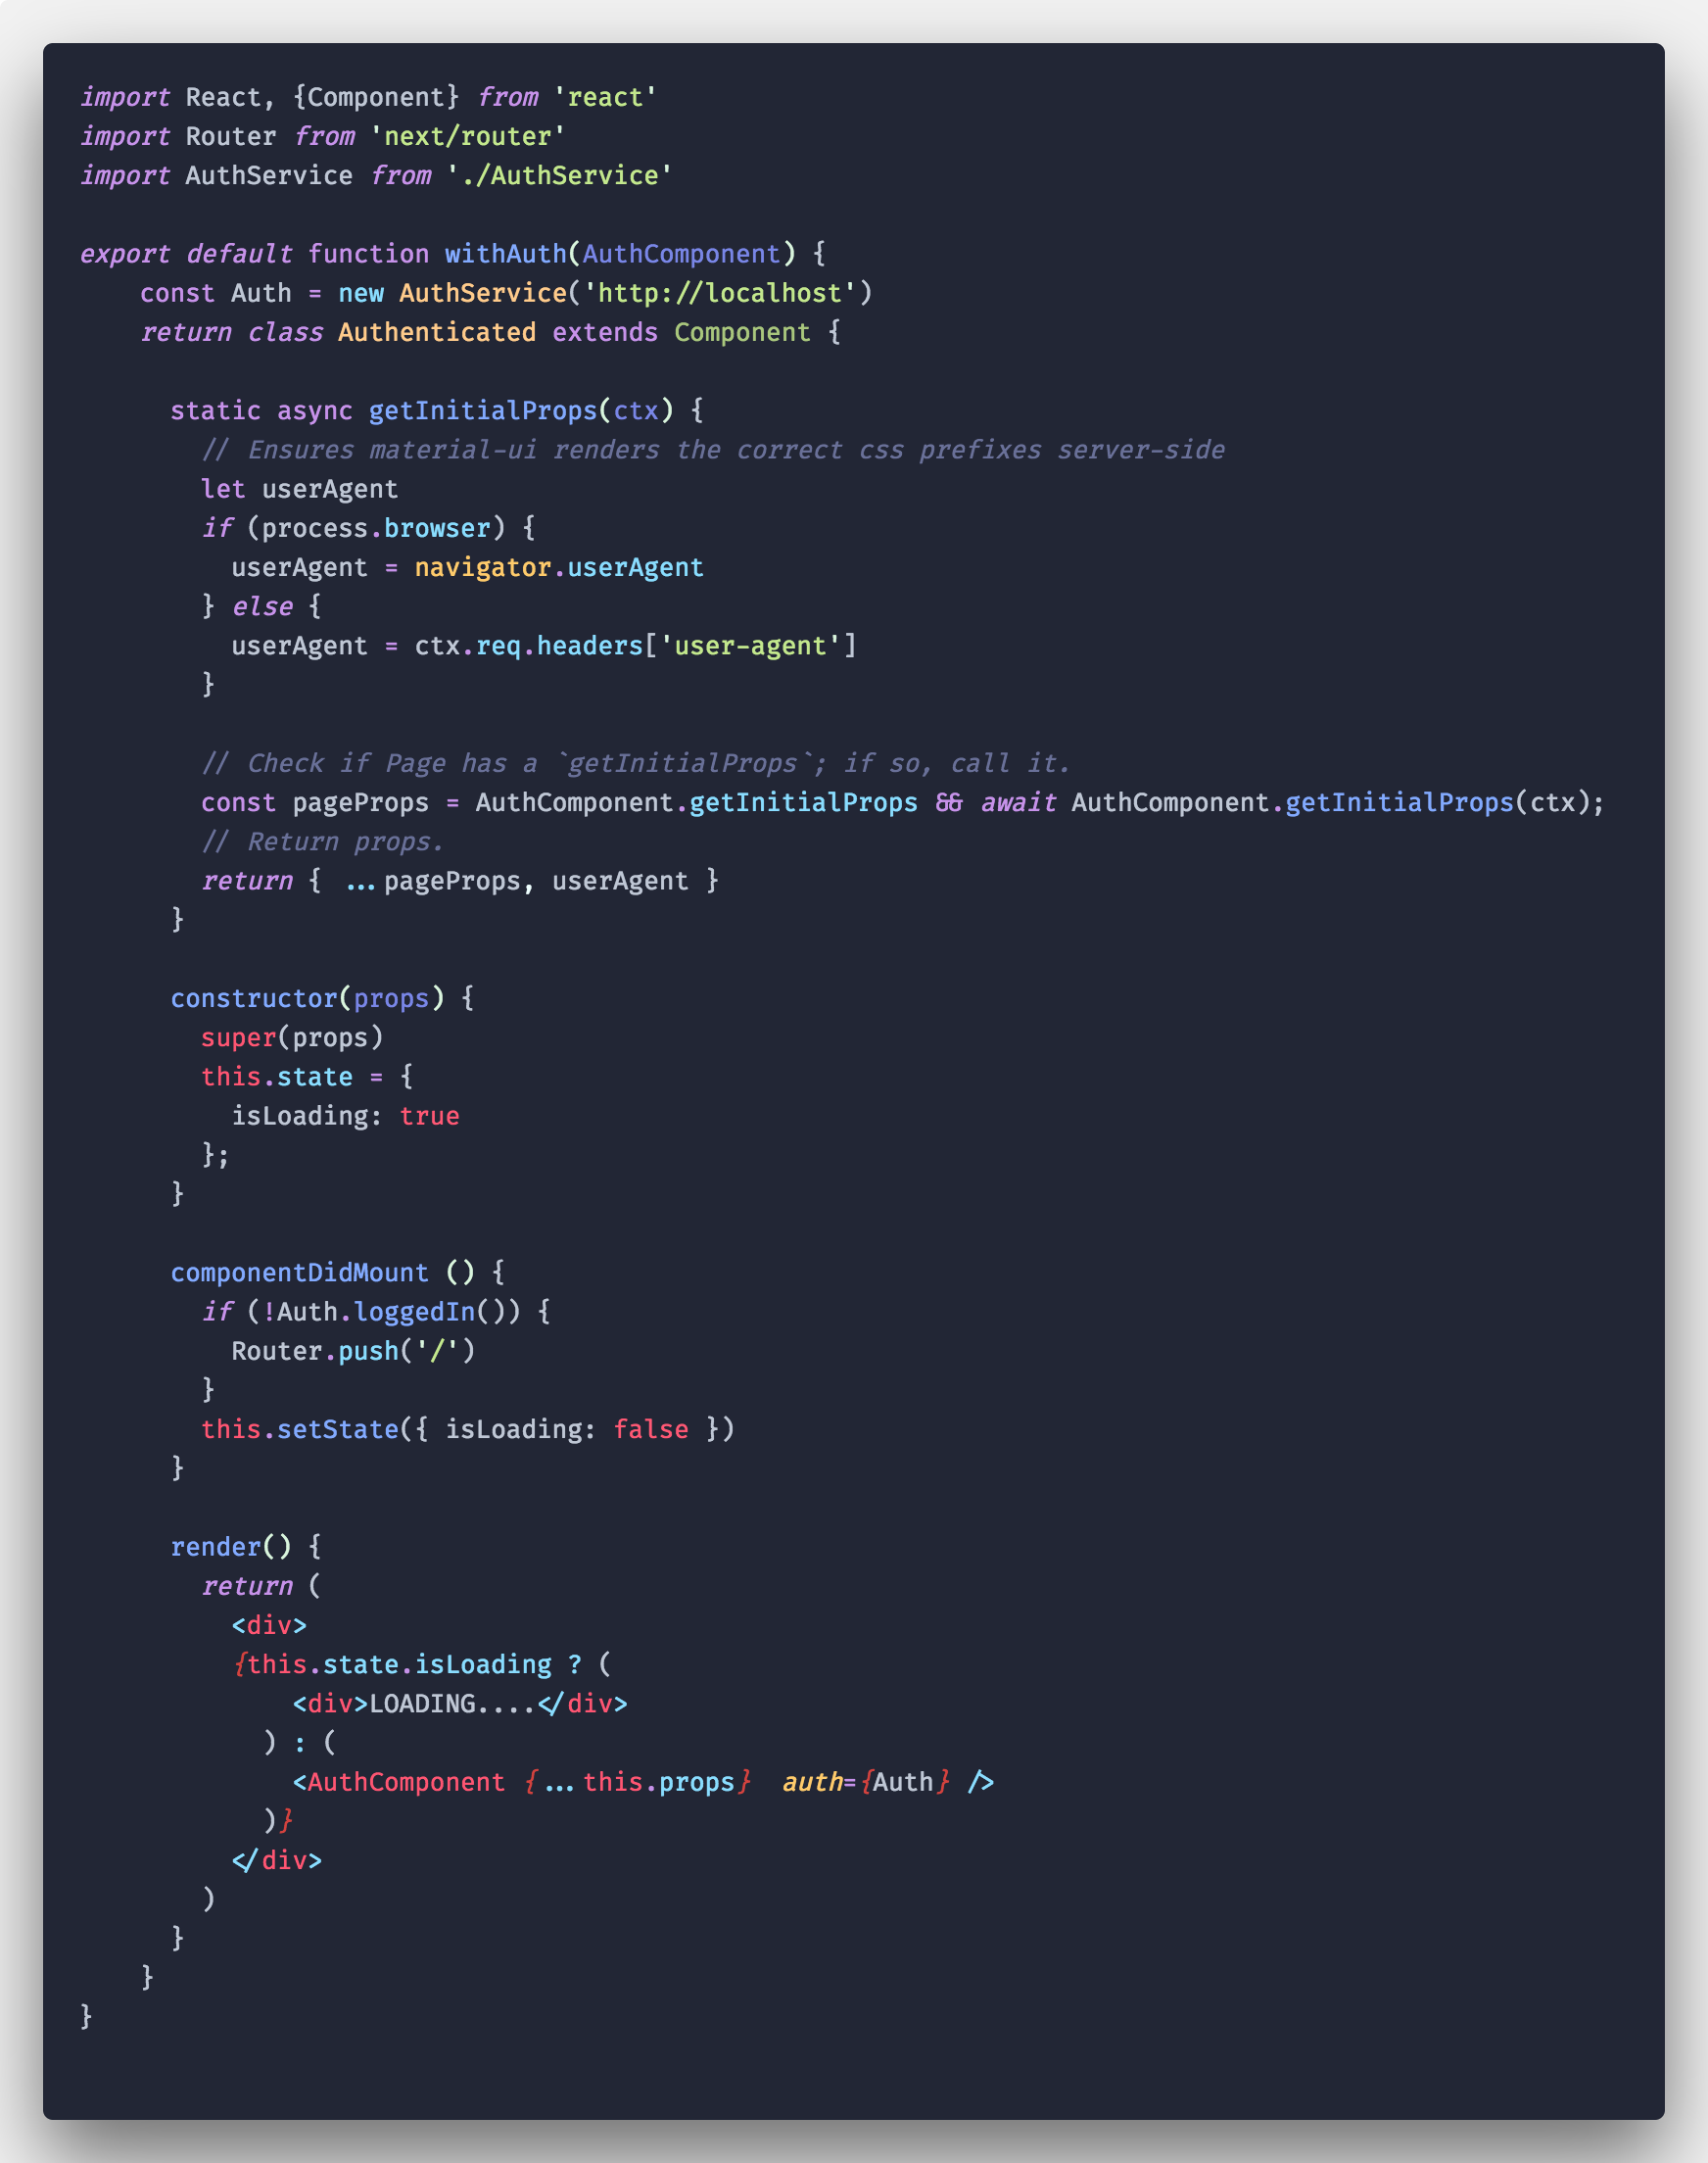 import React, {Component} from 'react'
import Router from 'next/router'
import AuthService from './AuthService'

export default function withAuth(AuthComponent) {
    const Auth = new AuthService('http://localhost')
    return class Authenticated extends Component {

      static async getInitialProps(ctx) {
        // Ensures material-ui renders the correct css prefixes server-side
        let userAgent
        if (process.browser) {
          userAgent = navigator.userAgent
        } else {
          userAgent = ctx.req.headers['user-agent']
        }

        // Check if Page has a `getInitialProps`; if so, call it.
        const pageProps = AuthComponent.getInitialProps && await AuthComponent.getInitialProps(ctx);
        // Return props.
        return { ...pageProps, userAgent }
      }

      constructor(props) {
        super(props)
        this.state = {
          isLoading: true
        };
      }

      componentDidMount () {
        if (!Auth.loggedIn()) {
          Router.push('/')
        }
        this.setState({ isLoading: false })
      }

      render() {
        return (
          <div>
          {this.state.isLoading ? (
              <div>LOADING....</div>
            ) : (
              <AuthComponent {...this.props}  auth={Auth} />
            )}
          </div>
        )
      }
    }
}